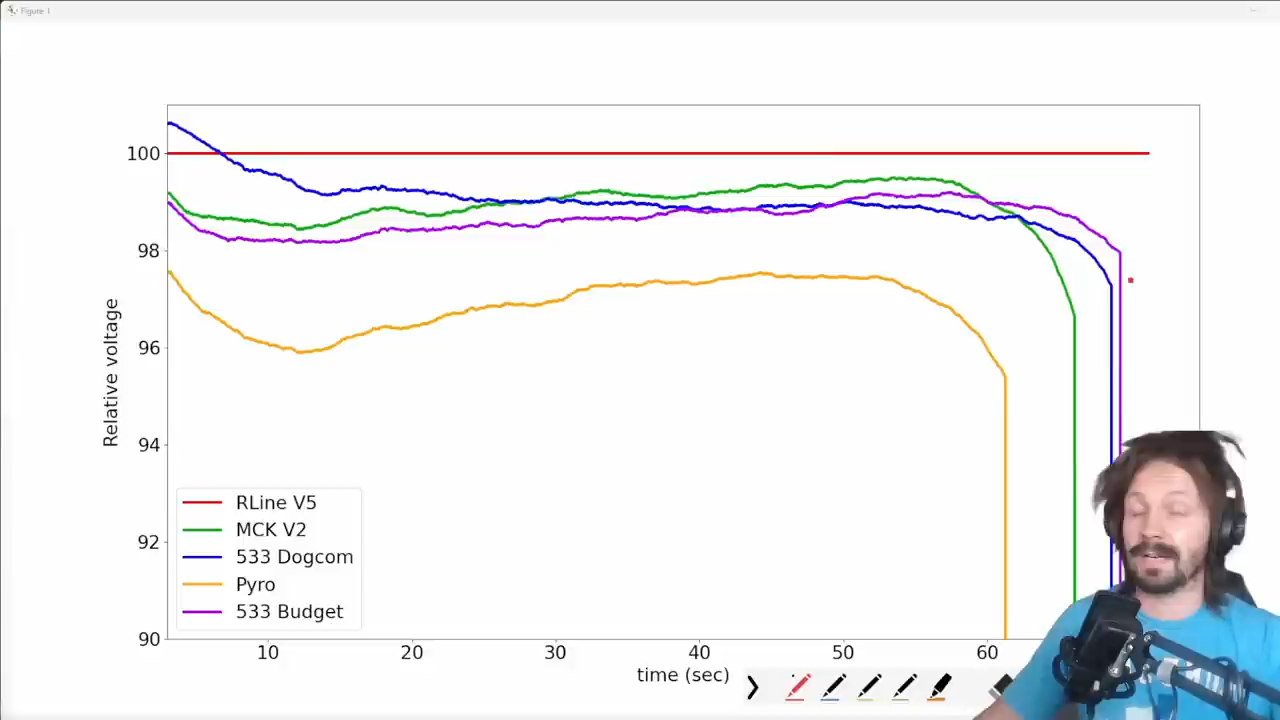 Figure 1
100
98
96
94
92
90
Relative voltage
RLine V5
MCK V2
533 Dogcom
Pyro
533 Budget
10 20 30 40 50 60
time (sec)